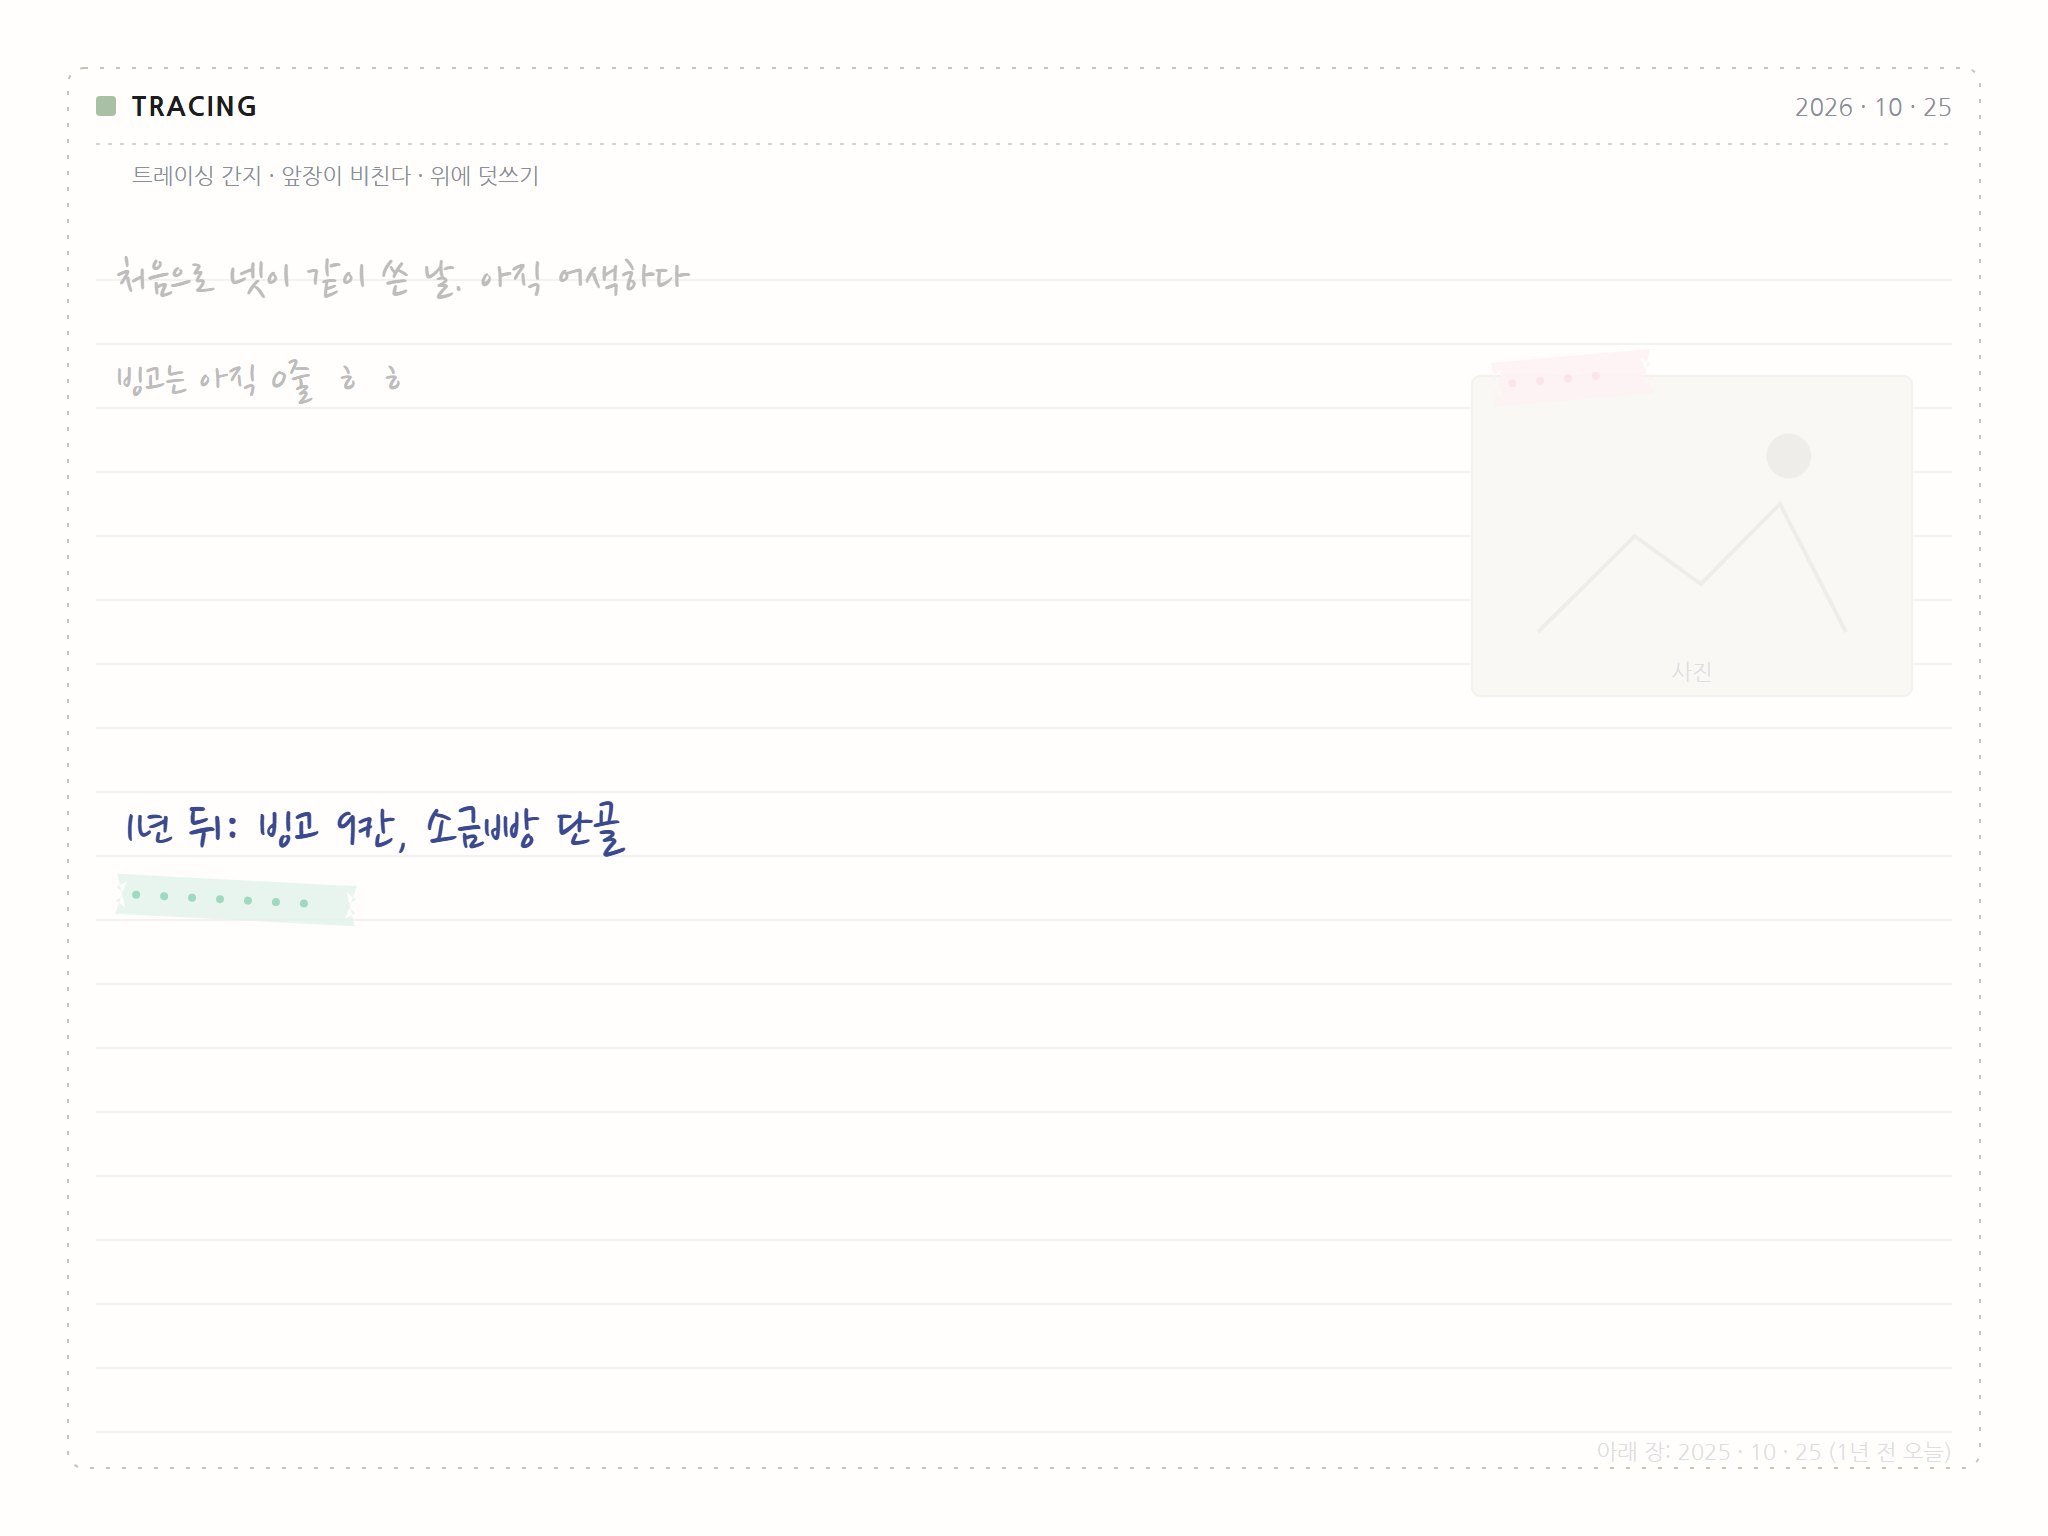 TRACING
2026 · 10 · 25
트레이싱 간지 · 앞장이 비친다 · 위에 덧쓰기
처음으로 넷이 같이 쓴 날. 아직 어색하다
빙고는 아직 0줄 ㅎ ㅎ
사진
1년 뒤: 빙고 9칸, 소금빵 단골
아래 장: 2025 · 10 · 25 (1년 전 오늘)